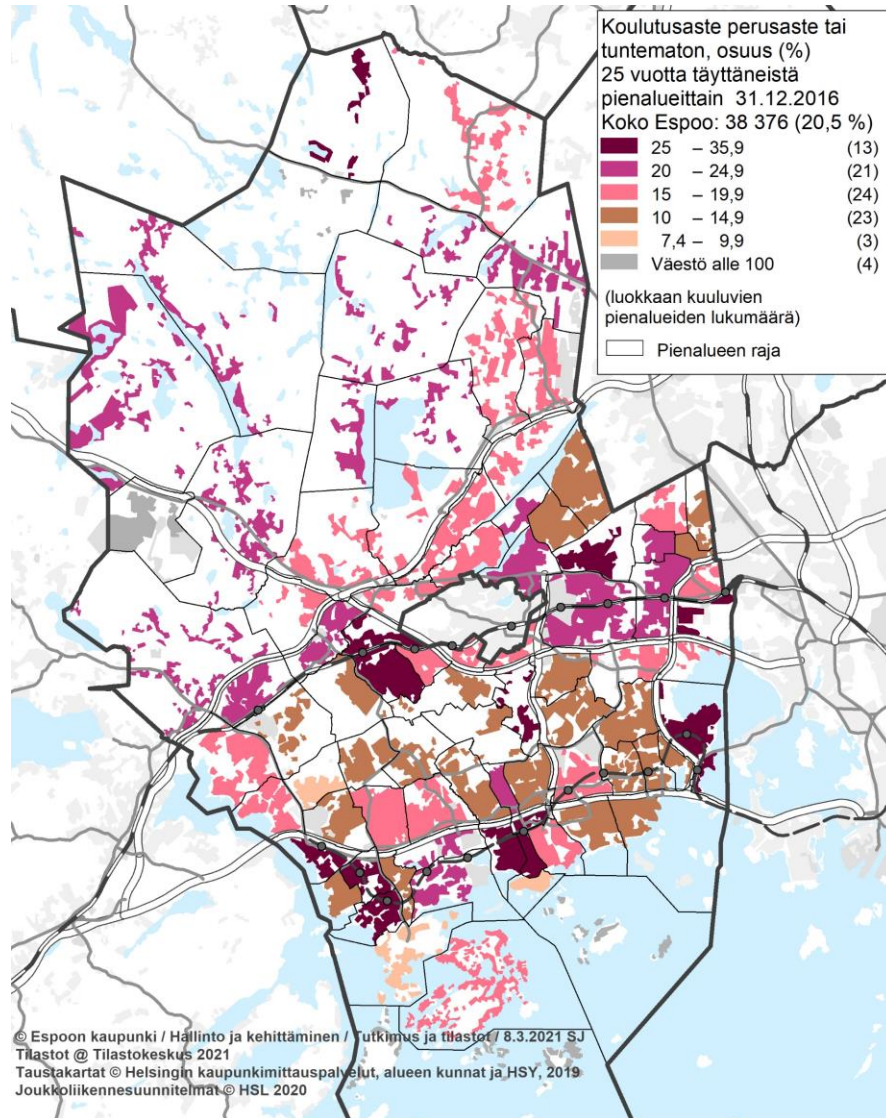 Koulutusaste perusaste tai
tuntematon, osuus (%)
25 vuotta täyttäneistä
pienalueittain 31.12.2016
Koko Espoo: 38 376 (20,5 %)
25 – 35,9 (13)
20 – 24,9 (21)
15 – 19,9 (24)
10 – 14,9 (23)
7,4 – 9,9 (3)
Väestö alle 100 (4)
(luokkaan kuuluvien
pienalueiden lukumäärä)
Pienalueen raja
© Espoon kaupunki / Hallinto ja kehittäminen / Tutkimus ja tilastot / 8.3.2021 SJ
Tilastot @ Tilastokeskus 2021
Taustakartat © Helsingin kaupunkimittauspalvelut, alueen kunnat ja HSY, 2019
Joukkoliikennesuunnitelmat © HSL 2020